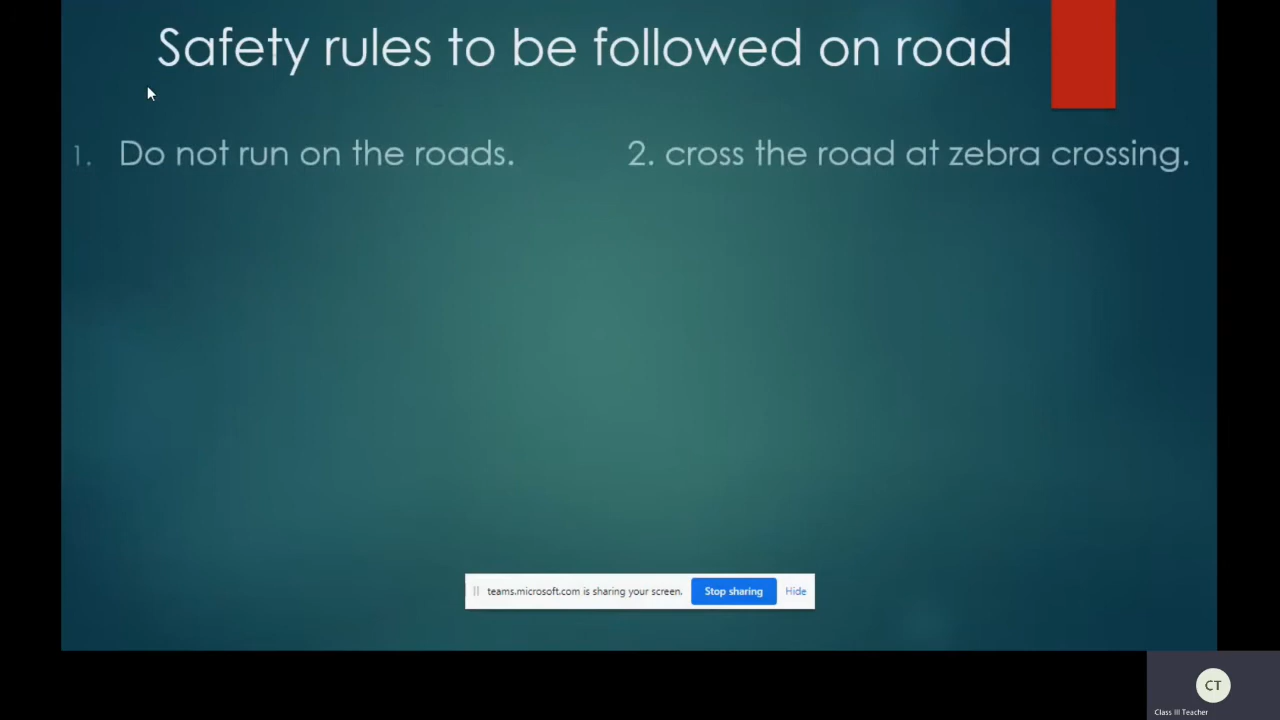 Safety rules to be followed on road
1. Do not run on the roads.
2. cross the road at zebra crossing.
teams.microsoft.com is sharing your screen. Stop sharing Hide
CT
Class III Teacher